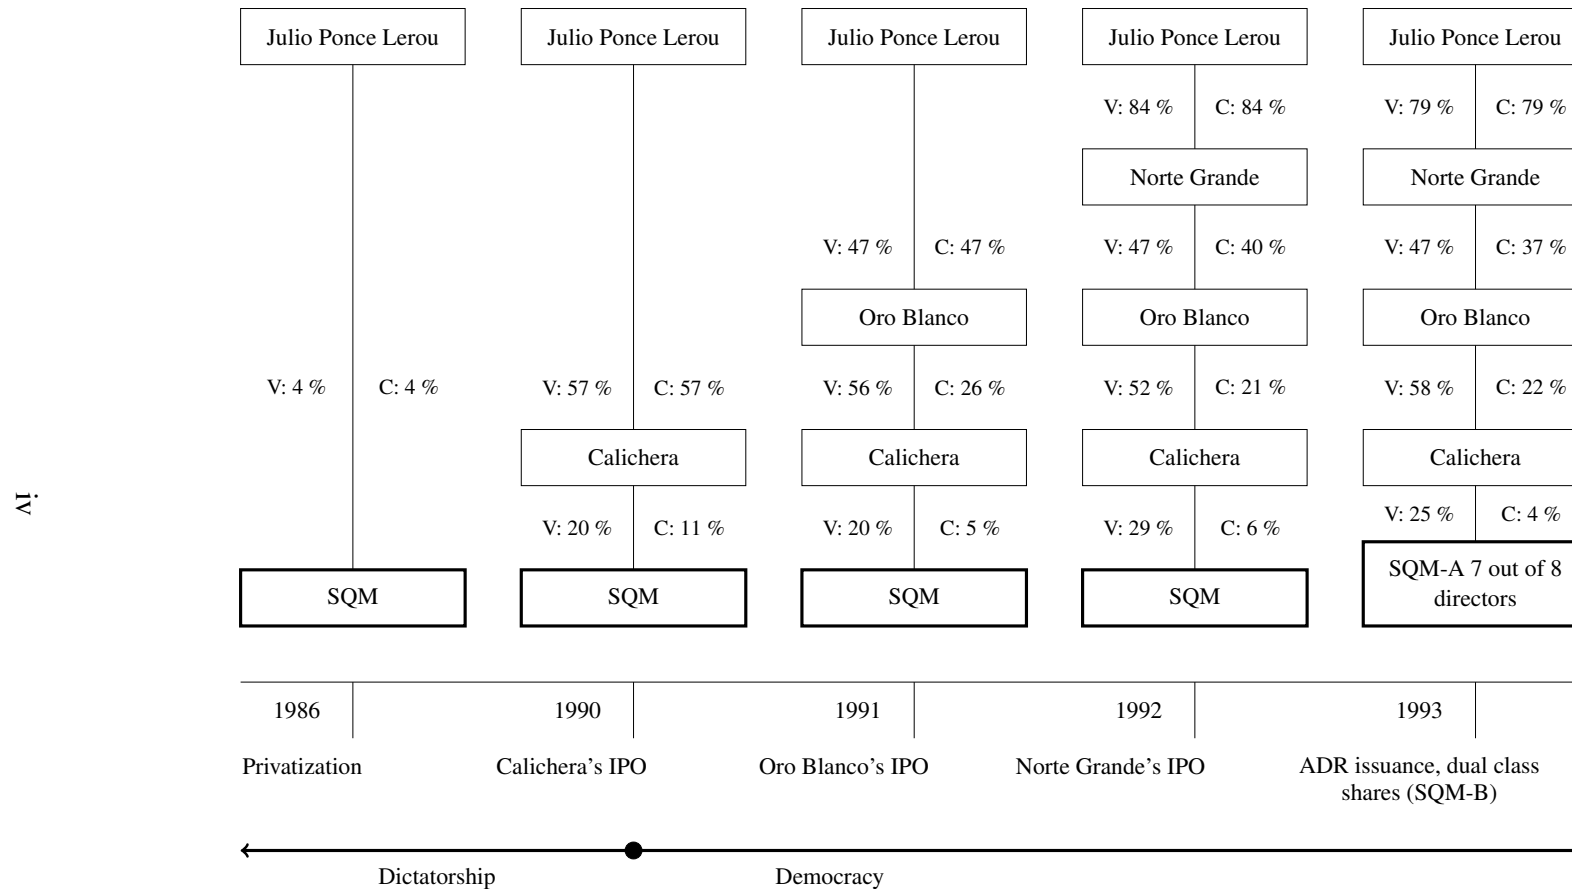 Julio Ponce Lerou
Julio Ponce Lerou
Julio Ponce Lerou
Julio Ponce Lerou
Julio Ponce Lerou
V: 84 %
C: 84 %
V: 79 %
C: 79 %
Norte Grande
Norte Grande
V: 47 %
C: 47 %
V: 47 %
C: 40 %
V: 47 %
C: 37 %
Oro Blanco
Oro Blanco
Oro Blanco
V: 4 %
C: 4 %
V: 57 %
C: 57 %
V: 56 %
C: 26 %
V: 52 %
C: 21 %
V: 58 %
C: 22 %
Calichera
Calichera
Calichera
Calichera
iv
V: 20 %
C: 11 %
V: 20 %
C: 5 %
V: 29 %
C: 6 %
V: 25 %
C: 4 %
SQM
SQM
SQM
SQM
SQM-A 7 out of 8
directors
1986
1990
1991
1992
1993
Privatization
Calichera's IPO
Oro Blanco's IPO
Norte Grande's IPO
ADR issuance, dual class
shares (SQM-B)
Dictatorship
Democracy